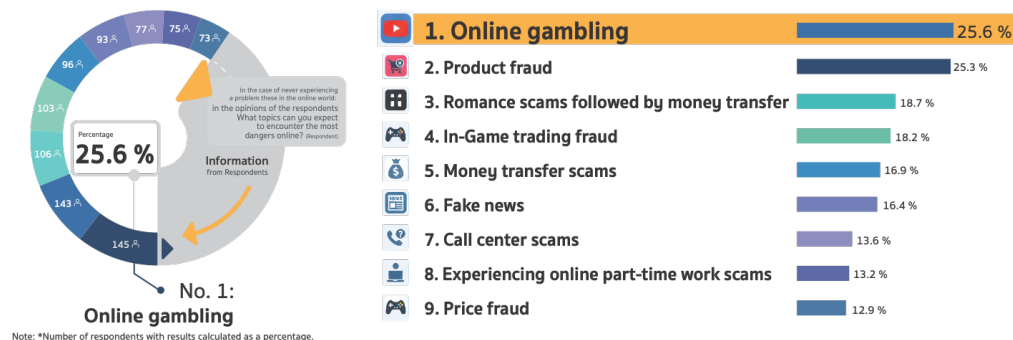 77
75
93
73
96
103
106
143
145
Percentage
25.6 %
In the case of never experiencing
a problem these in the online world:
in the opinions of the respondents
What topics can you expect
to encounter the most
dangers online? (Respondent)
Information
from Respondents
No. 1:
Online gambling
Note: *Number of respondents with results calculated as a percentage.
1. Online gambling 25.6 %
2. Product fraud 25.3 %
3. Romance scams followed by money transfer 18.7 %
4. In-Game trading fraud 18.2 %
5. Money transfer scams 16.9 %
NEWS
6. Fake news 16.4 %
7. Call center scams 13.6 %
8. Experiencing online part-time work scams 13.2 %
9. Price fraud 12.9 %